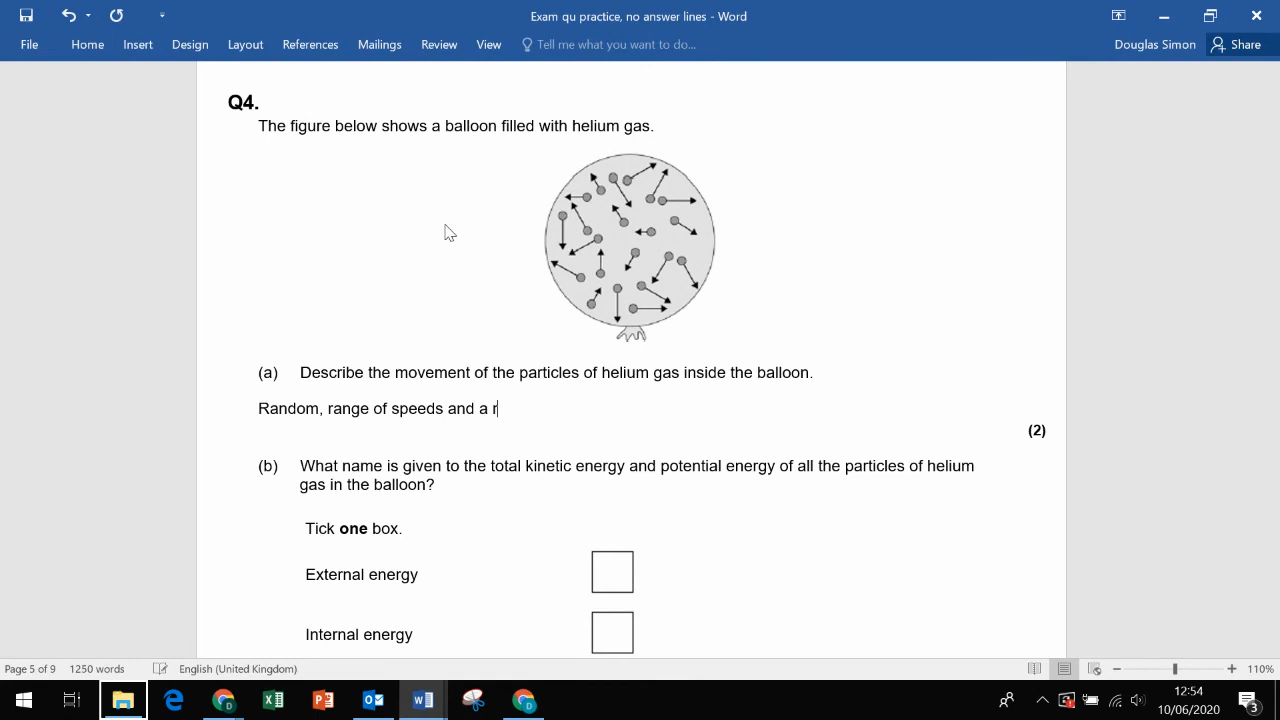 Exam qu practice, no answer lines - Word
File Home Insert Design Layout References Mailings Review View Tell me what you want to do... Douglas Simon Share
Q4.
The figure below shows a balloon filled with helium gas.
(a) Describe the movement of the particles of helium gas inside the balloon.
Random, range of speeds and a r
(2)
(b) What name is given to the total kinetic energy and potential energy of all the particles of helium
gas in the balloon?
Tick one box.
External energy
Internal energy
Page 5 of 9 1250 words English (United Kingdom) 110%
12:54
10/06/2020
3